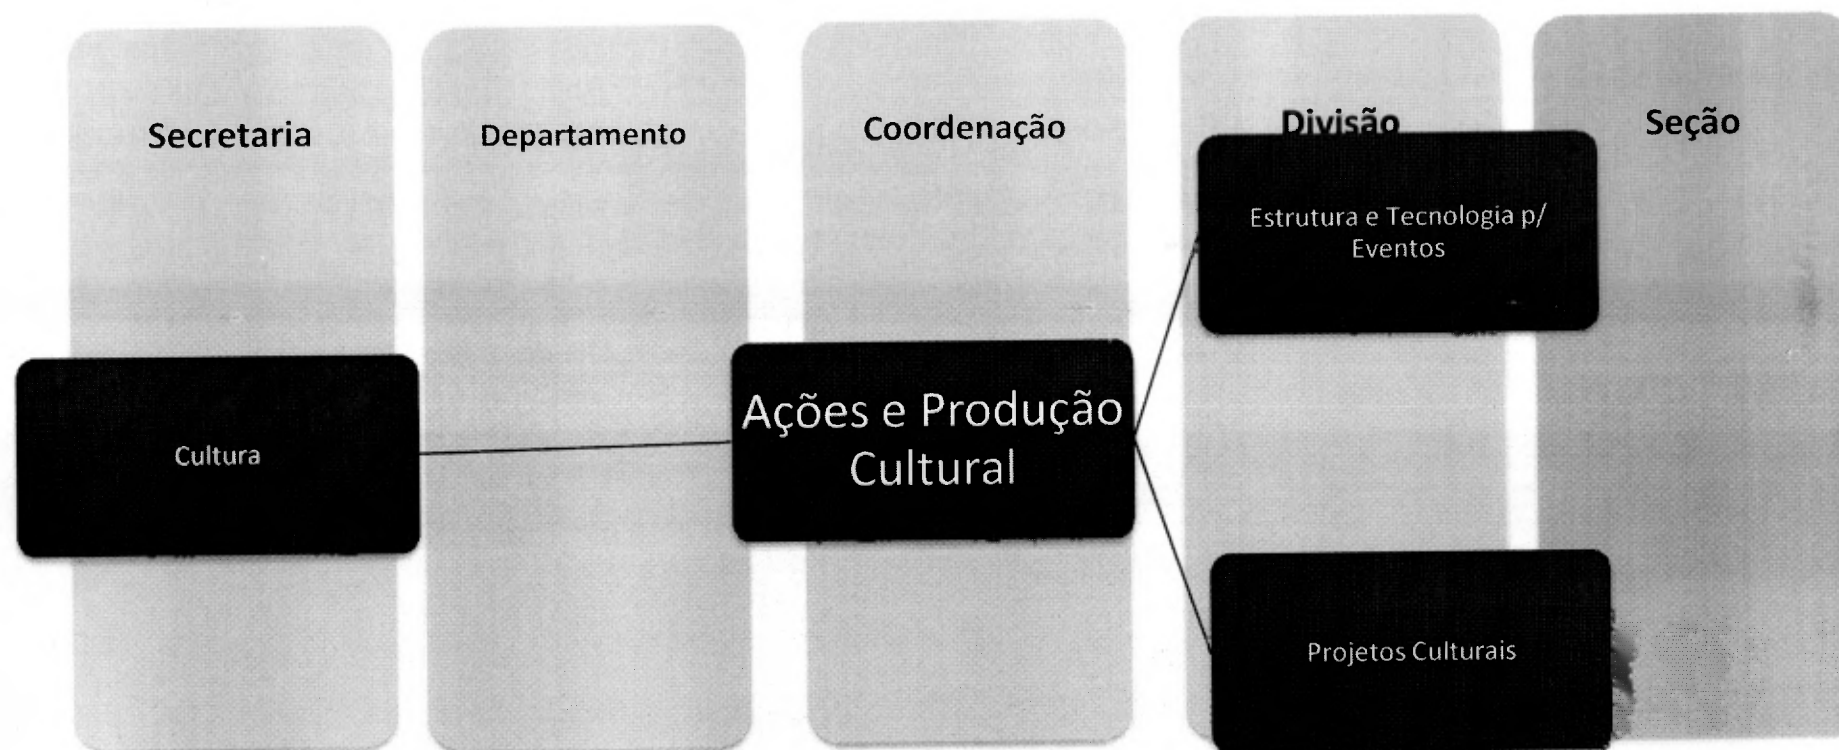 Secretaria
Departamento
Coordenação
Divisão
Seção
Estrutura e Tecnologia p/
Eventos
Cultura
Ações e Produção
Cultural
Projetos Culturais